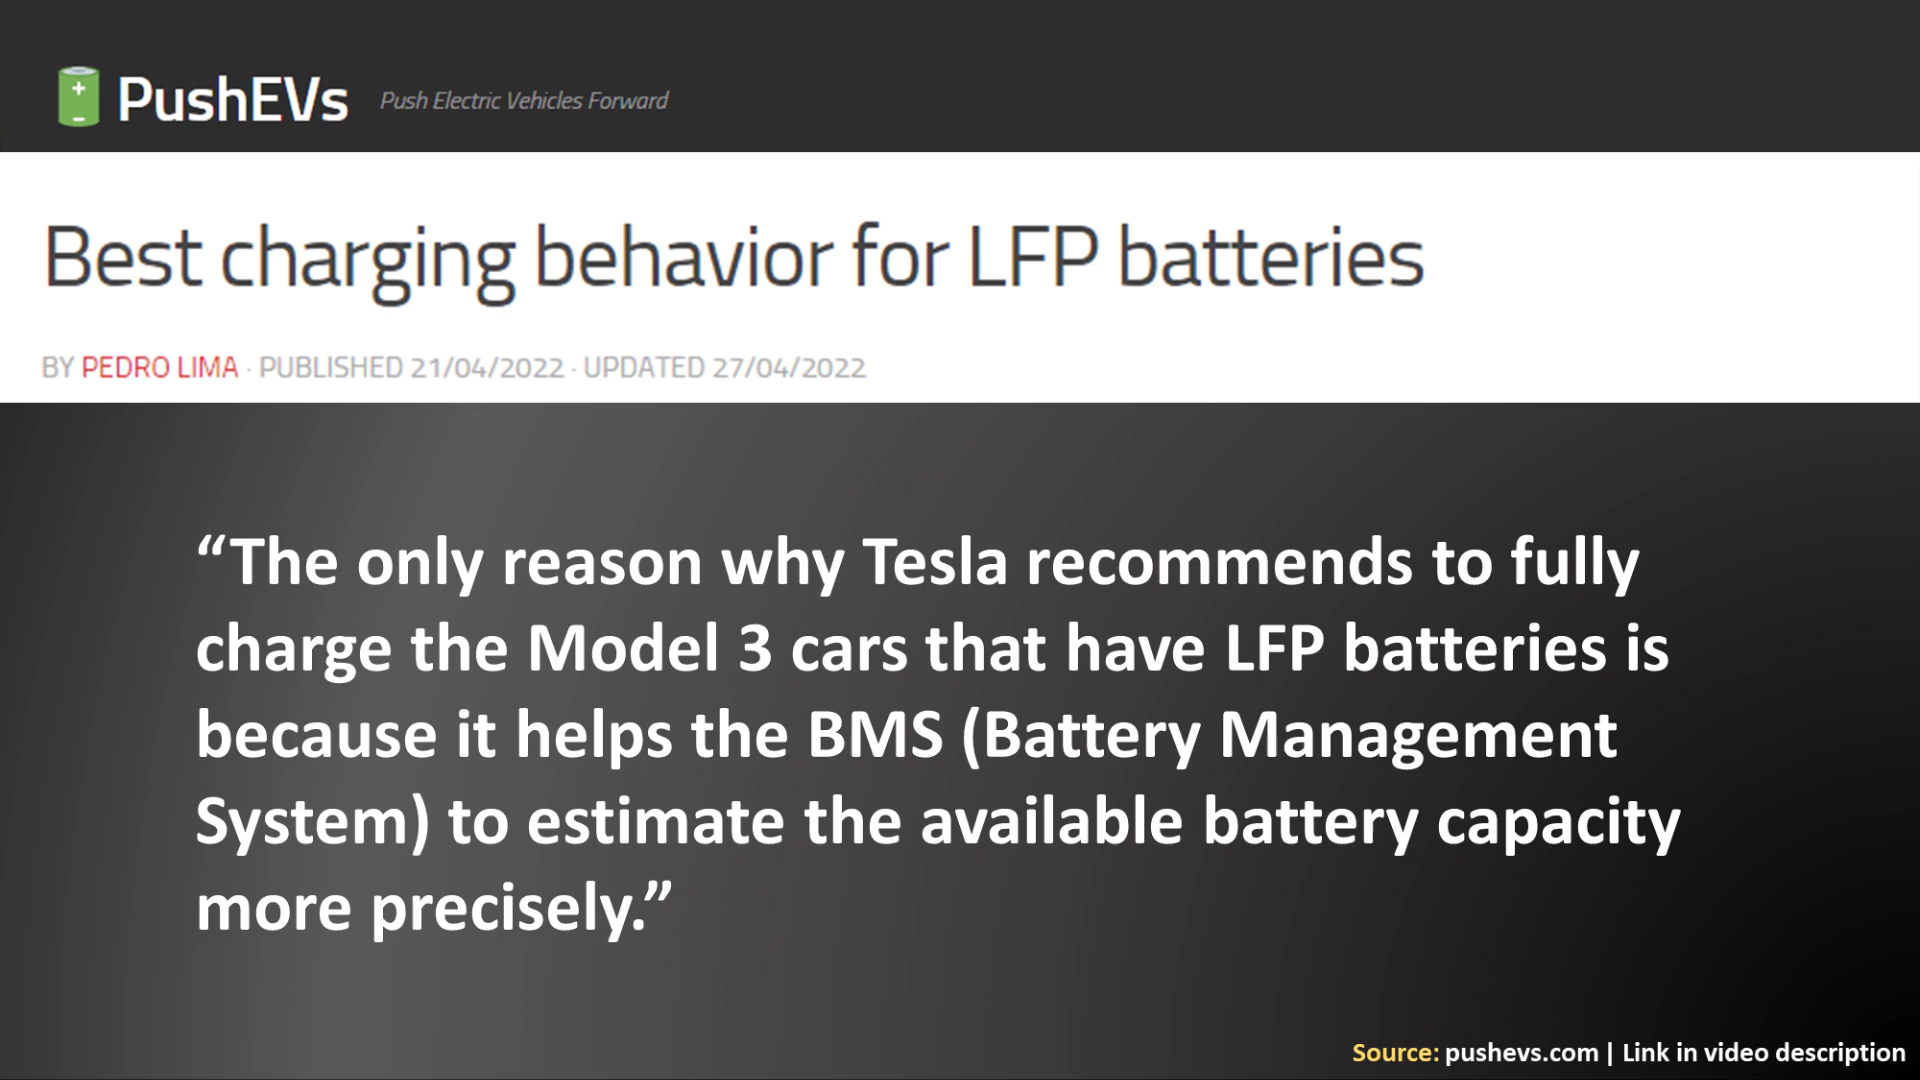 PushEVs
Push Electric Vehicles Forward
Best charging behavior for LFP batteries
BY PEDRO LIMA · PUBLISHED 21/04/2022 · UPDATED 27/04/2022
“The only reason why Tesla recommends to fully
charge the Model 3 cars that have LFP batteries is
because it helps the BMS (Battery Management
System) to estimate the available battery capacity
more precisely.”
Source: pushevs.com | Link in video description